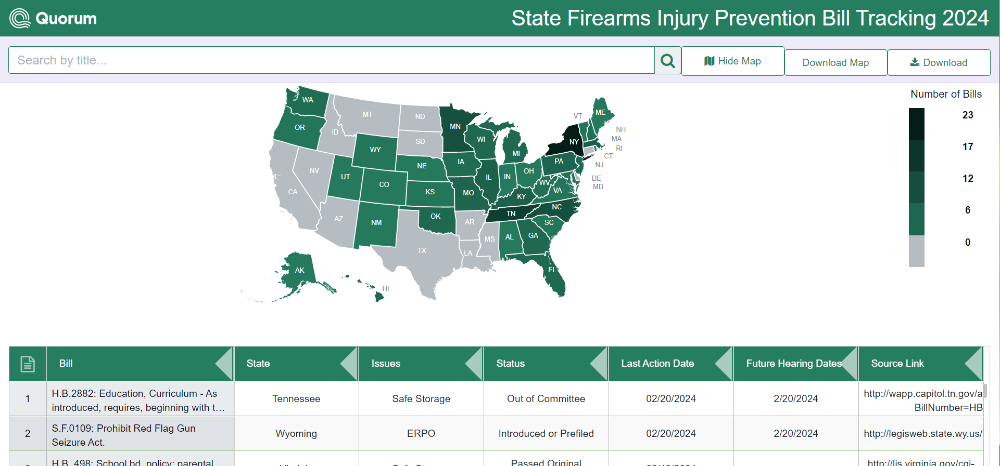 Quorum
State Firearms Injury Prevention Bill Tracking 2024
Search by title...
Hide Map
Download Map
Download
Number of Bills
23
17
12
6
0
WA
OR
MT
ID
ND
SD
WY
NV
UT
CA
AZ
CO
NM
NE
KS
OK
TX
MN
IA
MO
AR
LA
WI
IL
MI
IN
OH
KY
TN
MS
AL
GA
FL
SC
NC
VA
WV
PA
NY
VT
ME
NH
MA
RI
CT
NJ
DE
MD
AK
HI
Bill State Issues Status Last Action Date Future Hearing Dates Source Link
1 H.B.2882: Education, Curriculum - As Tennessee Safe Storage Out of Committee 02/20/2024 2/20/2024 http://wapp.capitol.tn.gov/a
introduced, requires, beginning with t... BillNumber=HB
2 S.F.0109: Prohibit Red Flag Gun Wyoming ERPO Introduced or Prefiled 02/20/2024 2/20/2024 http://legisweb.state.wy.us/
Seizure Act.
H.B. 498: School bd. policy; parental Passed Original http://lis.virginia.gov/cgi-